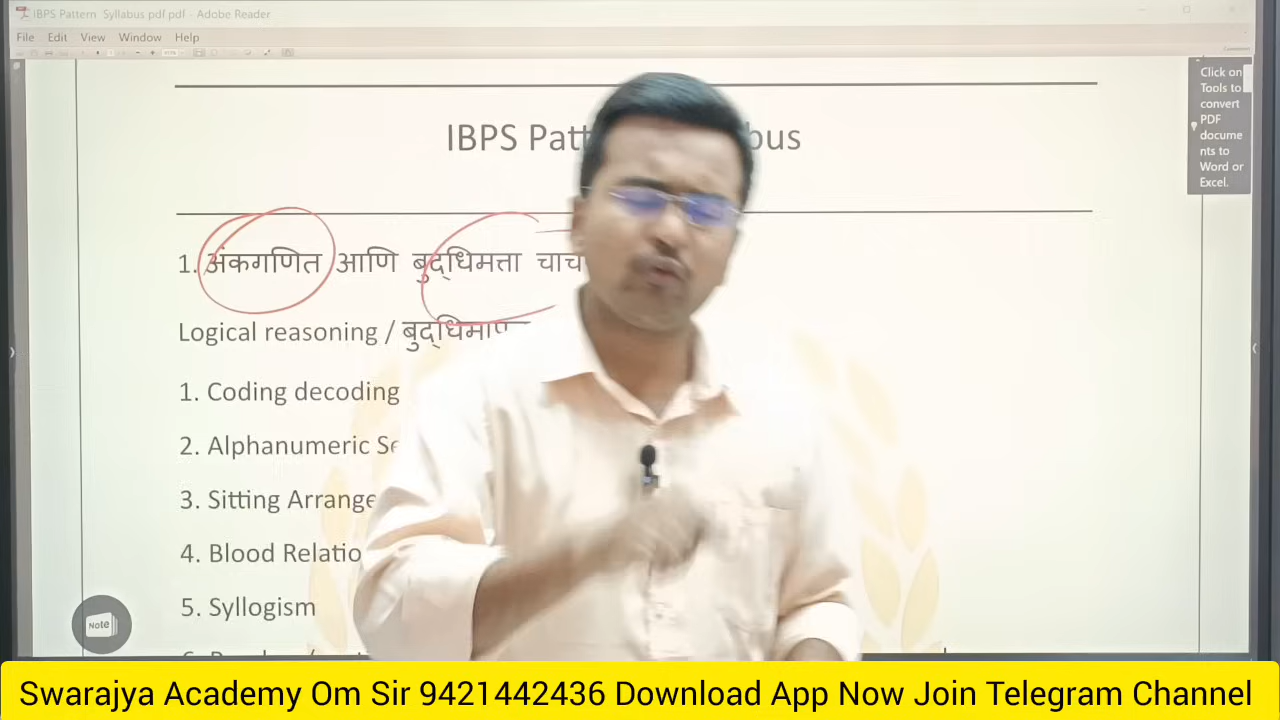 IBPS Pattern Syllabus pdf pdf - Adobe Reader
File Edit View Window Help
Click on
Tools to
convert
PDF
docume
nts to
Word or
Excel.
IBPS Patt bus
1. अंकगणित आणि बुद्धिमत्ता चाच
Logical reasoning / बुद्धिमाप
1. Coding decoding
2. Alphanumeric Se
3. Sitting Arrange
4. Blood Relatio
5. Syllogism
Note
Swarajya Academy Om Sir 9421442436 Download App Now Join Telegram Channel